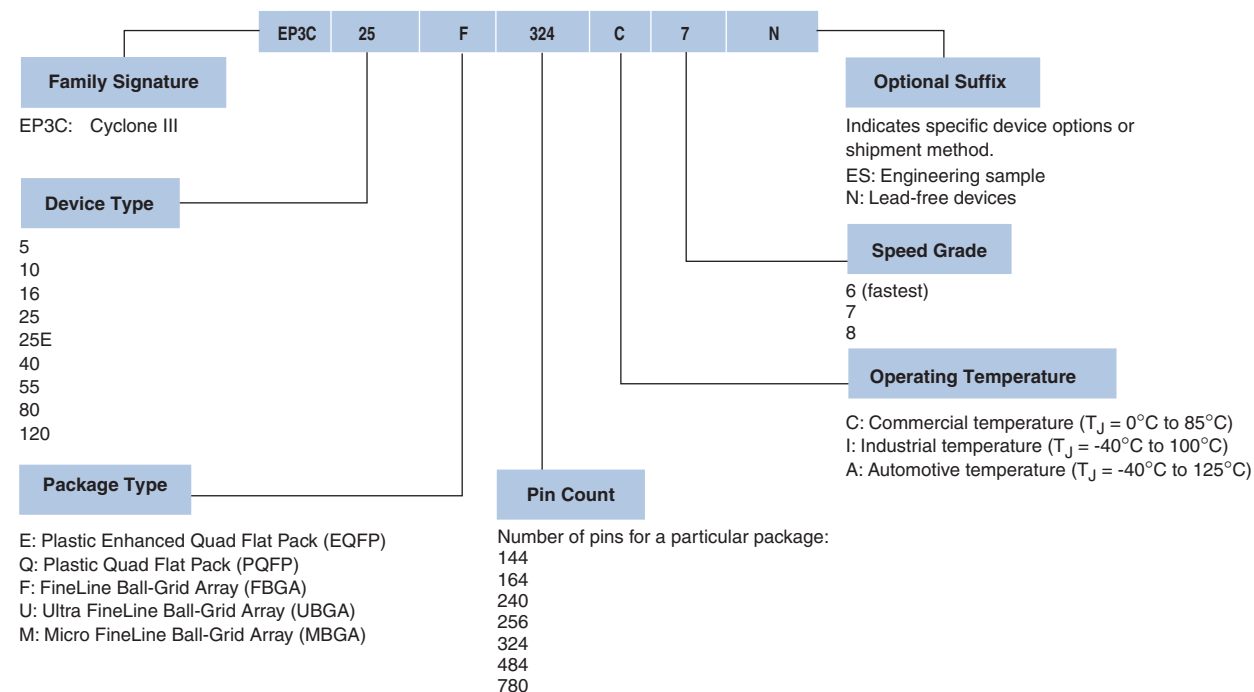 EP3C 25 F 324 C 7 N
Family Signature
EP3C: Cyclone III
Device Type
5
10
16
25
25E
40
55
80
120
Package Type
E: Plastic Enhanced Quad Flat Pack (EQFP)
Q: Plastic Quad Flat Pack (PQFP)
F: FineLine Ball-Grid Array (FBGA)
U: Ultra FineLine Ball-Grid Array (UBGA)
M: Micro FineLine Ball-Grid Array (MBGA)
Pin Count
Number of pins for a particular package:
144
164
240
256
324
484
780
Optional Suffix
Indicates specific device options or
shipment method.
ES: Engineering sample
N: Lead-free devices
Speed Grade
6 (fastest)
7
8
Operating Temperature
C: Commercial temperature (TJ = 0°C to 85°C)
I: Industrial temperature (TJ = -40°C to 100°C)
A: Automotive temperature (TJ = -40°C to 125°C)